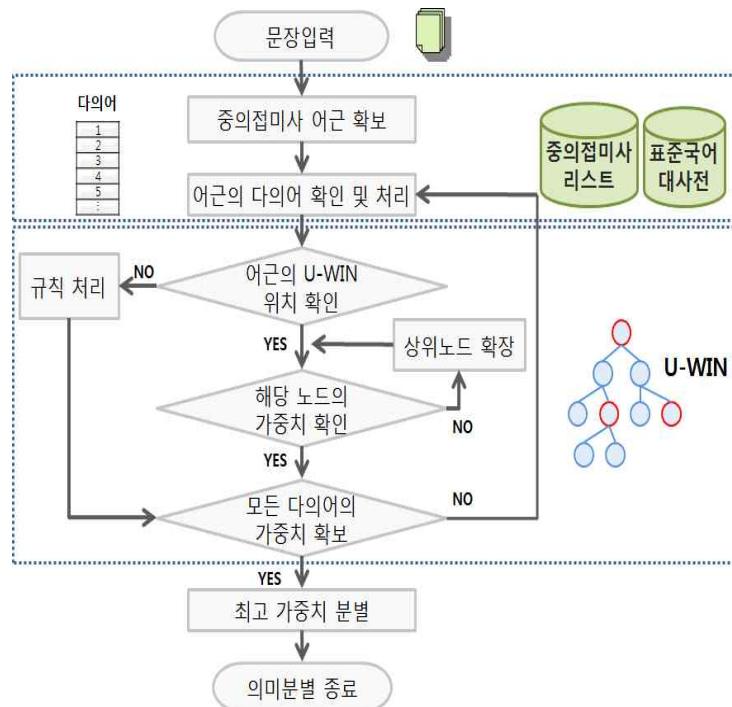 문장입력
다의어
1
2
3
4
5
⋮
중의접미사 어근 확보
중의접미사
리스트
표준국어
대사전
어근의 다의어 확인 및 처리
규칙 처리
NO
어근의 U-WIN
위치 확인
YES
상위노드 확장
U-WIN
해당 노드의
가중치 확인
NO
YES
모든 다의어의
가중치 확보
NO
YES
최고 가중치 분별
의미분별 종료